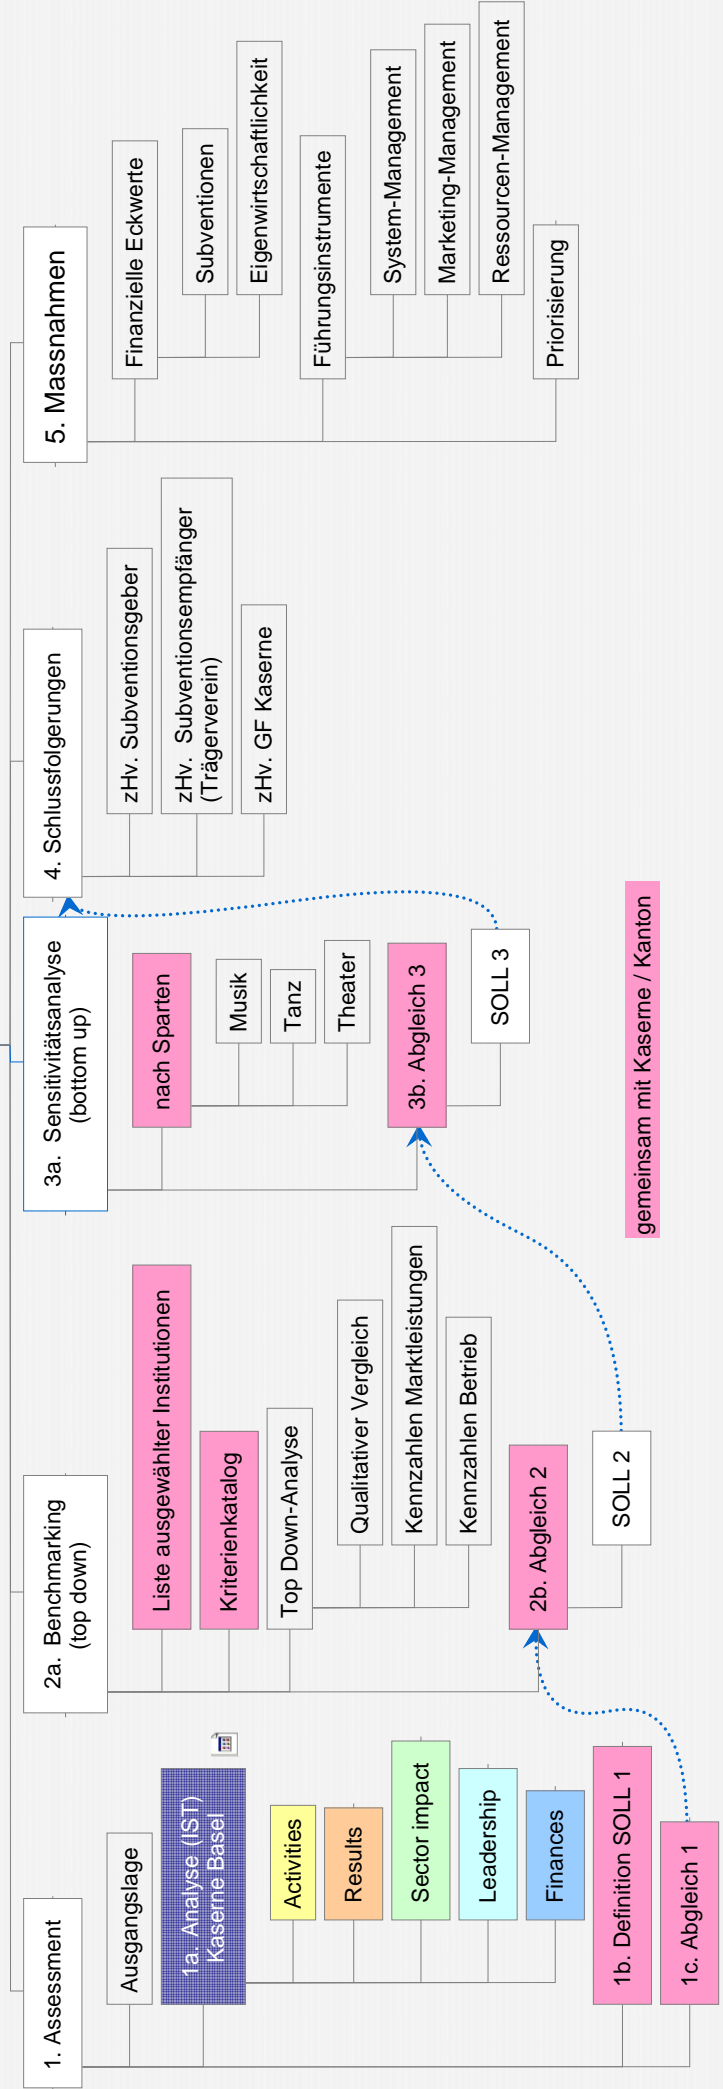 1. Assessment
Ausgangslage
1a. Analyse (IST)
Kaserne Basel
Activities
Results
Sector impact
Leadership
Finances
1b. Definition SOLL 1
1c. Abgleich 1
2a. Benchmarking
(top down)
Liste ausgewählter Institutionen
Kriterienkatalog
Top Down-Analyse
Qualitativer Vergleich
Kennzahlen Marktleistungen
Kennzahlen Betrieb
2b. Abgleich 2
SOLL 2
3a. Sensitivitätsanalyse
(bottom up)
nach Sparten
Musik
Tanz
Theater
3b. Abgleich 3
SOLL 3
4. Schlussfolgerungen
zHv. Subventionsgeber
zHv. Subventionsempfänger
(Trägerverein)
zHv. GF Kaserne
5. Massnahmen
Finanzielle Eckwerte
Subventionen
Eigenwirtschaftlichkeit
Führungsinstrumente
System-Management
Marketing-Management
Ressourcen-Management
Priorisierung
gemeinsam mit Kaserne / Kanton